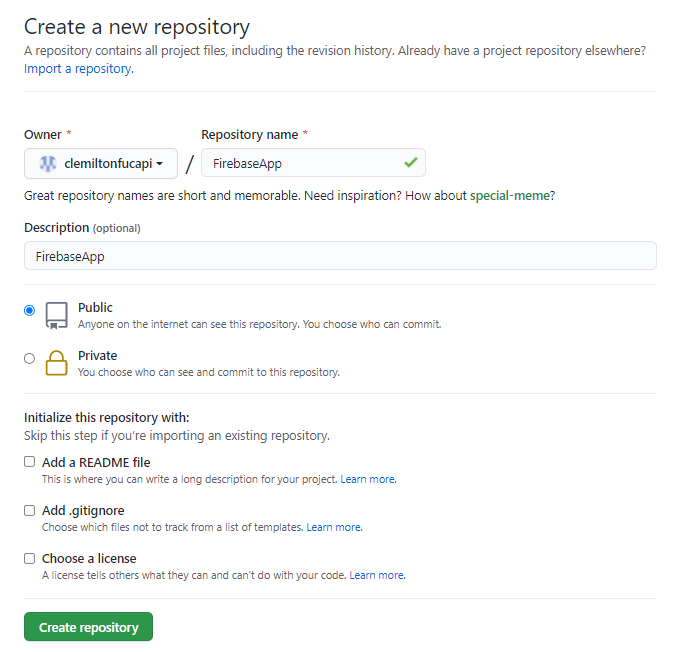 Create a new repository
A repository contains all project files, including the revision history. Already have a project repository elsewhere?
Import a repository.
Owner * Repository name *
clemiltonfucapi / FirebaseApp
Great repository names are short and memorable. Need inspiration? How about special-meme?
Description (optional)
FirebaseApp
Public
Anyone on the internet can see this repository. You choose who can commit.
Private
You choose who can see and commit to this repository.
Initialize this repository with:
Skip this step if you're importing an existing repository.
Add a README file
This is where you can write a long description for your project. Learn more.
Add .gitignore
Choose which files not to track from a list of templates. Learn more.
Choose a license
A license tells others what they can and can't do with your code. Learn more.
Create repository